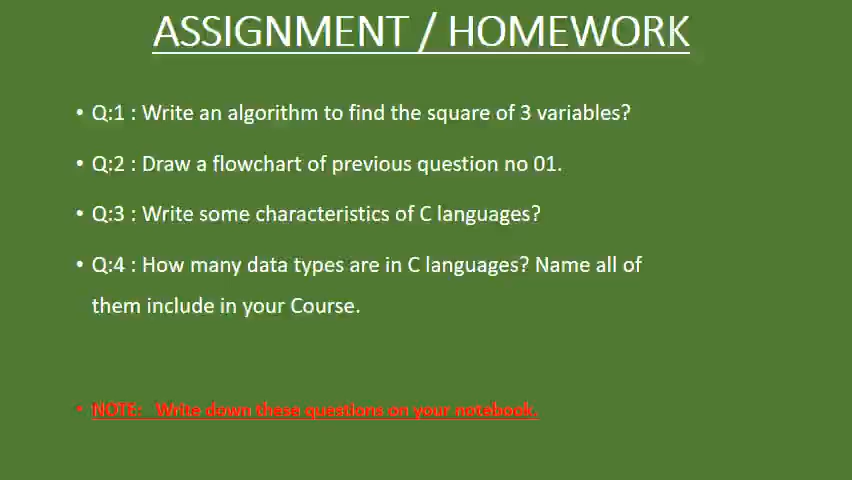 ASSIGNMENT / HOMEWORK
• Q:1 : Write an algorithm to find the square of 3 variables?
• Q:2 : Draw a flowchart of previous question no 01.
• Q:3 : Write some characteristics of C languages?
• Q:4 : How many data types are in C languages? Name all of
them include in your Course.
• NOTE: Write down these questions on your notebook.